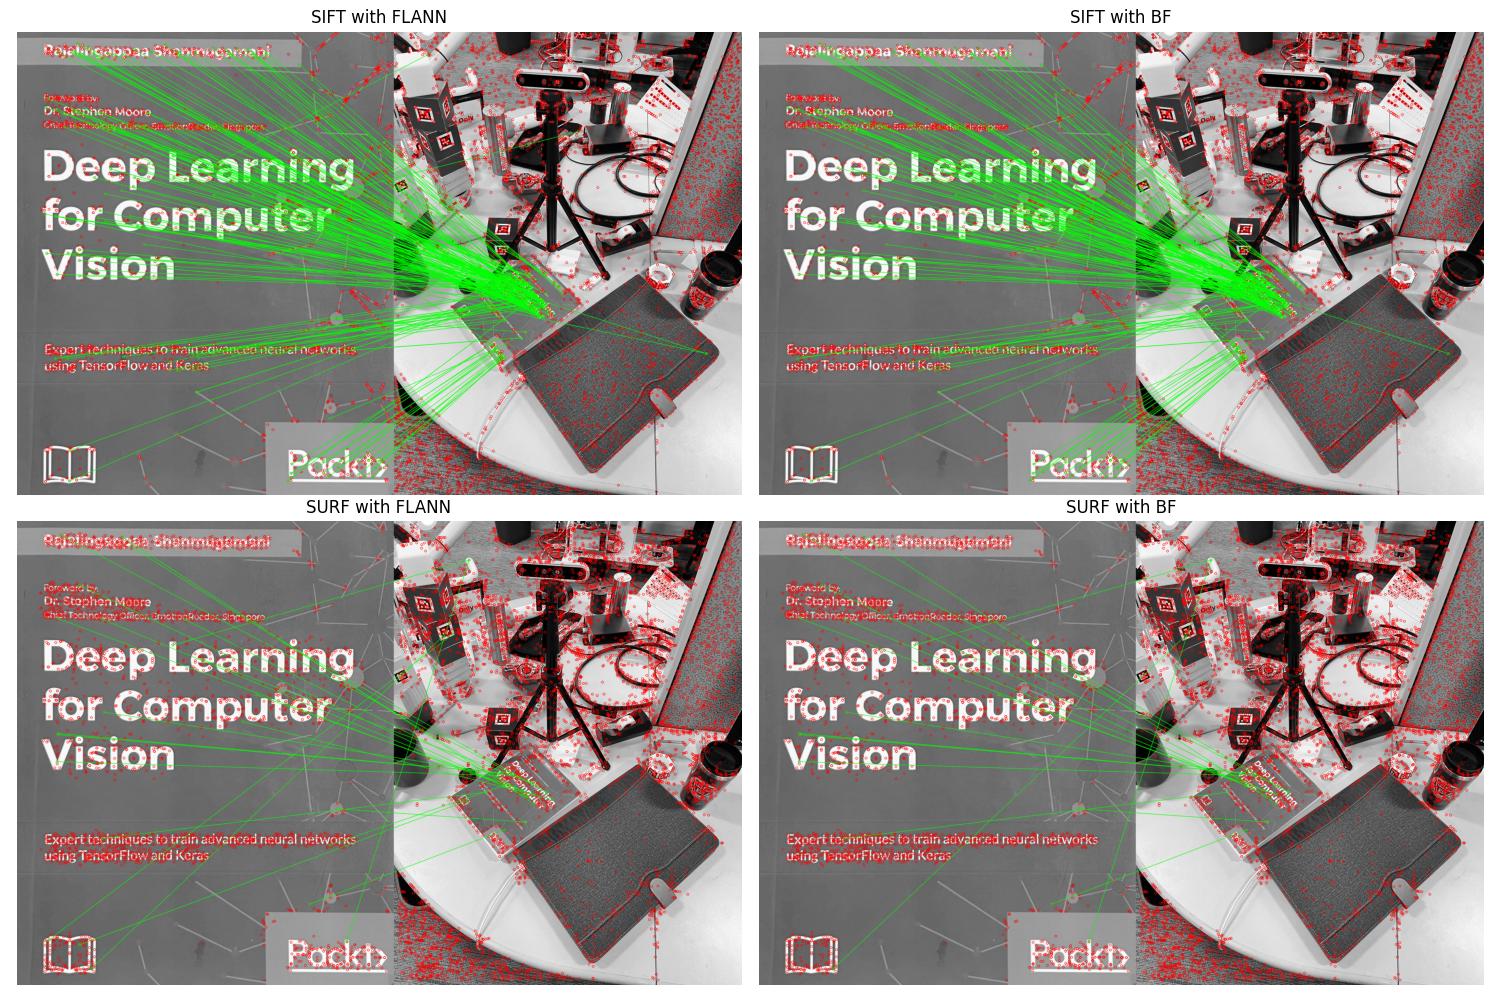 SIFT with FLANN
Rajalingappaa Shanmugamani
Foreword by
Dr. Stephen Moore
Chief Technology Officer, EmotionReader, Singapore
Deep Learning
for Computer
Vision
Expert techniques to train advanced neural networks
using TensorFlow and Keras
Packt>
SIFT with BF
Rajalingappaa Shanmugamani
Foreword by
Dr. Stephen Moore
Chief Technology Officer, EmotionReader, Singapore
Deep Learning
for Computer
Vision
Expert techniques to train advanced neural networks
using TensorFlow and Keras
Packt>
SURF with FLANN
Rajalingappaa Shanmugamani
Foreword by
Dr. Stephen Moore
Chief Technology Officer, EmotionReader, Singapore
Deep Learning
for Computer
Vision
Expert techniques to train advanced neural networks
using TensorFlow and Keras
Packt>
Deep Learning
for Computer
Vision
SURF with BF
Rajalingappaa Shanmugamani
Foreword by
Dr. Stephen Moore
Chief Technology Officer, EmotionReader, Singapore
Deep Learning
for Computer
Vision
Expert techniques to train advanced neural networks
using TensorFlow and Keras
Packt>
Deep Learning
for Computer
Vision